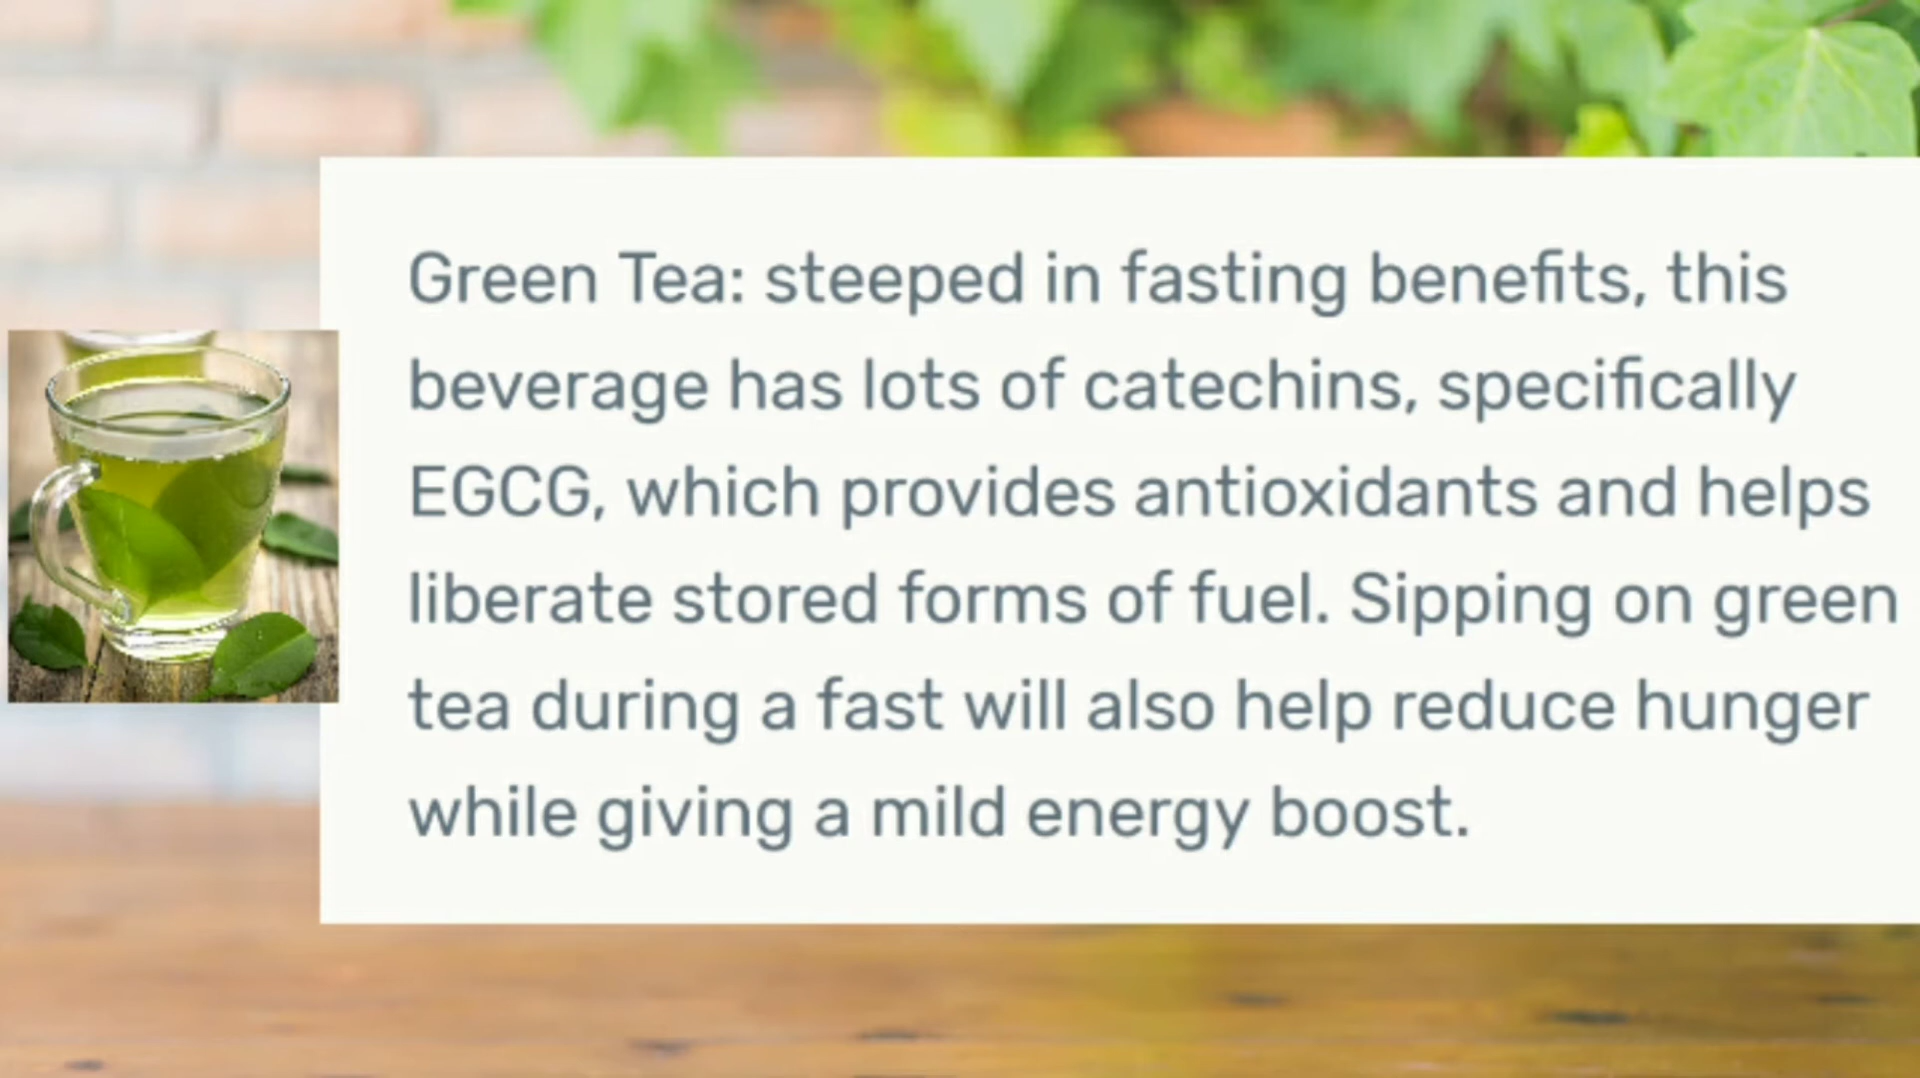 Green Tea: steeped in fasting benefits, this
beverage has lots of catechins, specifically
EGCG, which provides antioxidants and helps
liberate stored forms of fuel. Sipping on green
tea during a fast will also help reduce hunger
while giving a mild energy boost.